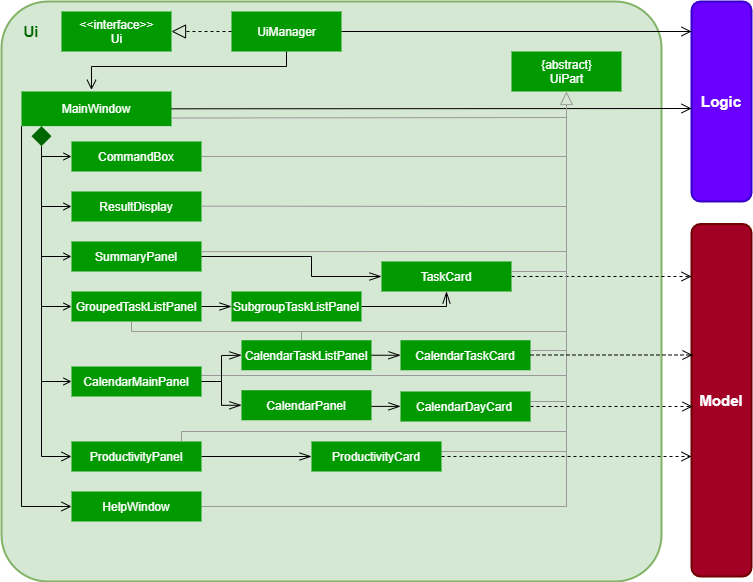 Ui
<<interface>>
Ui
UiManager
{abstract}
UiPart
MainWindow
Logic
CommandBox
ResultDisplay
SummaryPanel
TaskCard
GroupedTaskListPanel
SubgroupTaskListPanel
CalendarTaskListPanel
CalendarTaskCard
CalendarMainPanel
CalendarPanel
CalendarDayCard
Model
ProductivityPanel
ProductivityCard
HelpWindow